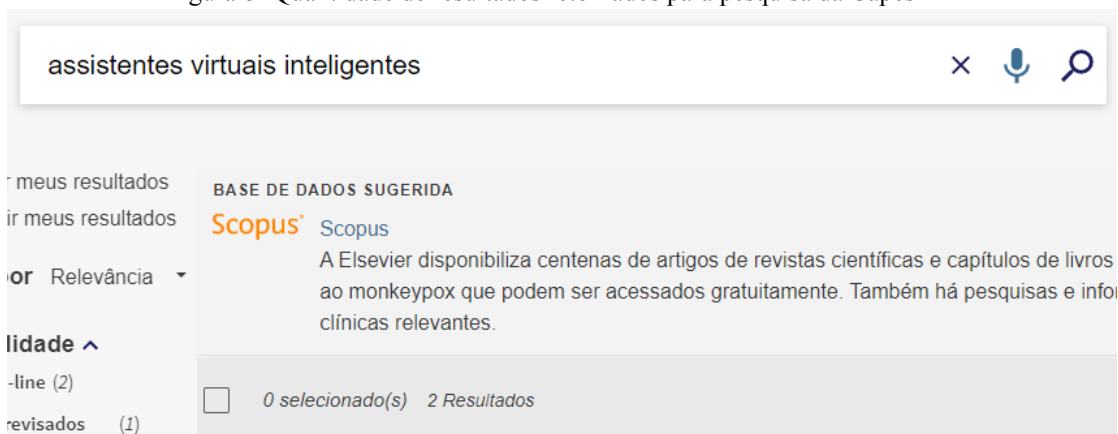 assistentes virtuais inteligentes
meus resultados
ir meus resultados
or Relevância
lidade
BASE DE DADOS SUGERIDA
Scopus Scopus
A Elsevier disponibiliza centenas de artigos de revistas científicas e capítulos de livros
ao monkeypox que podem ser acessados gratuitamente. Também há pesquisas e infor
clínicas relevantes.
-line (2)
revisados (1)
0 selecionado(s) 2 Resultados